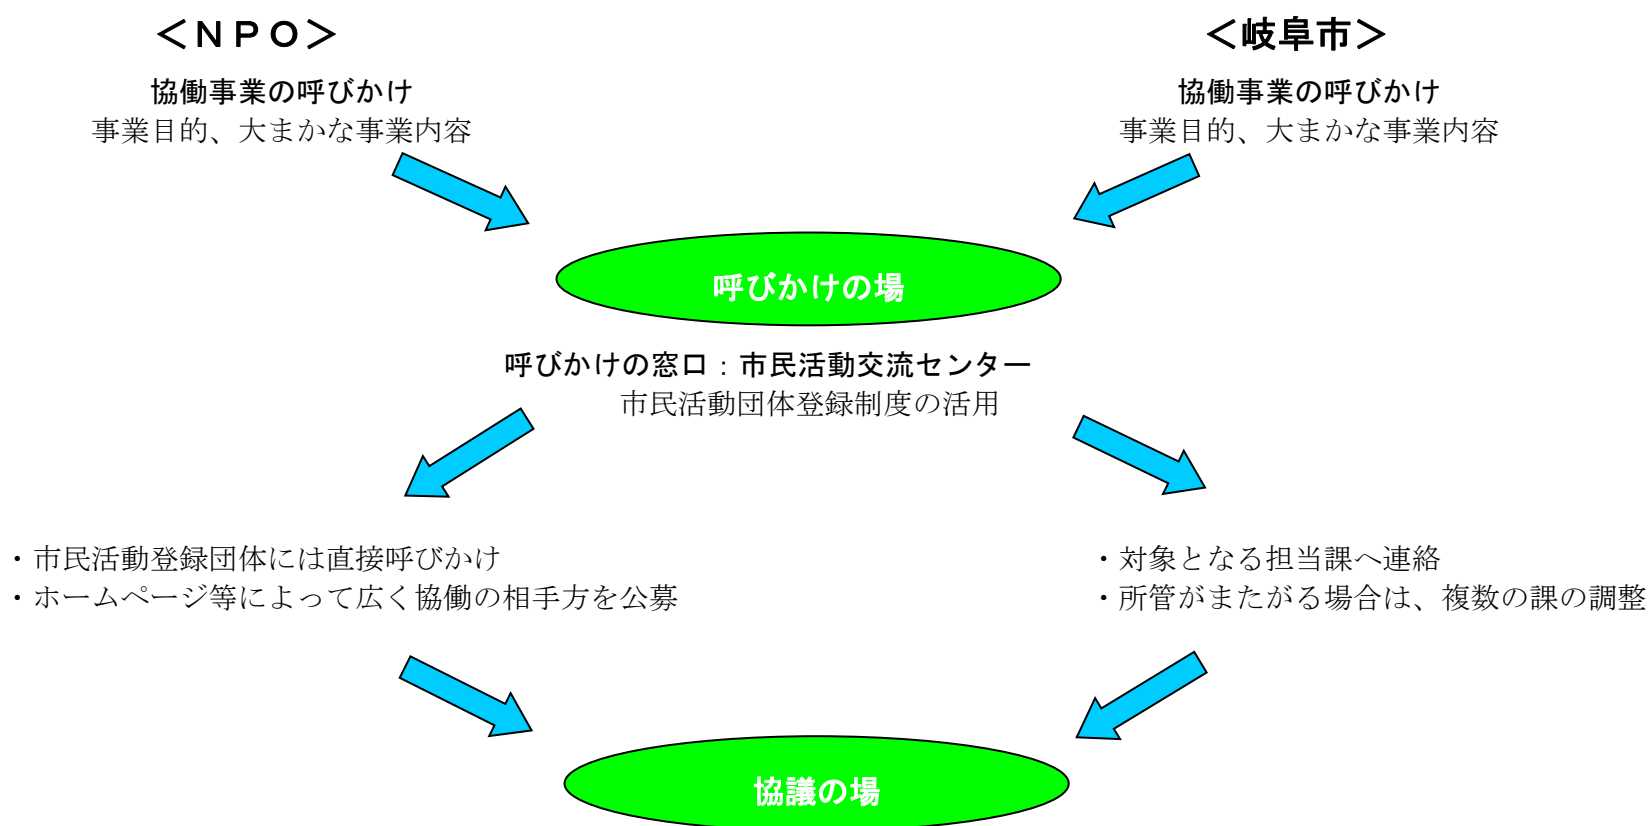 ＜ＮＰＯ＞
＜岐阜市＞
協働事業の呼びかけ
事業目的、大まかな事業内容
協働事業の呼びかけ
事業目的、大まかな事業内容
呼びかけの場
呼びかけの窓口：市民活動交流センター
市民活動団体登録制度の活用
・市民活動登録団体には直接呼びかけ
・ホームページ等によって広く協働の相手方を公募
・対象となる担当課へ連絡
・所管がまたがる場合は、複数の課の調整
協議の場